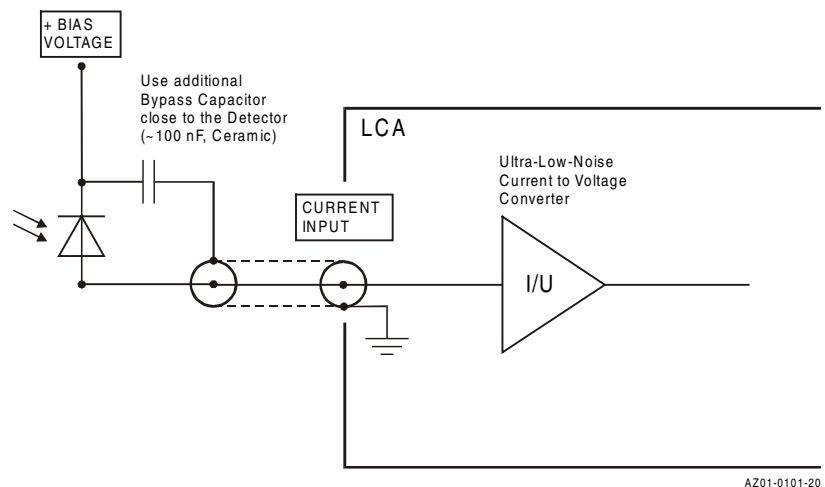 + BIAS
VOLTAGE
Use additional
Bypass Capacitor
close to the Detector
(~100 nF, Ceramic)
LCA
Ultra-Low-Noise
Current to Voltage
Converter
CURRENT
INPUT
I/U
AZ01-0101-20